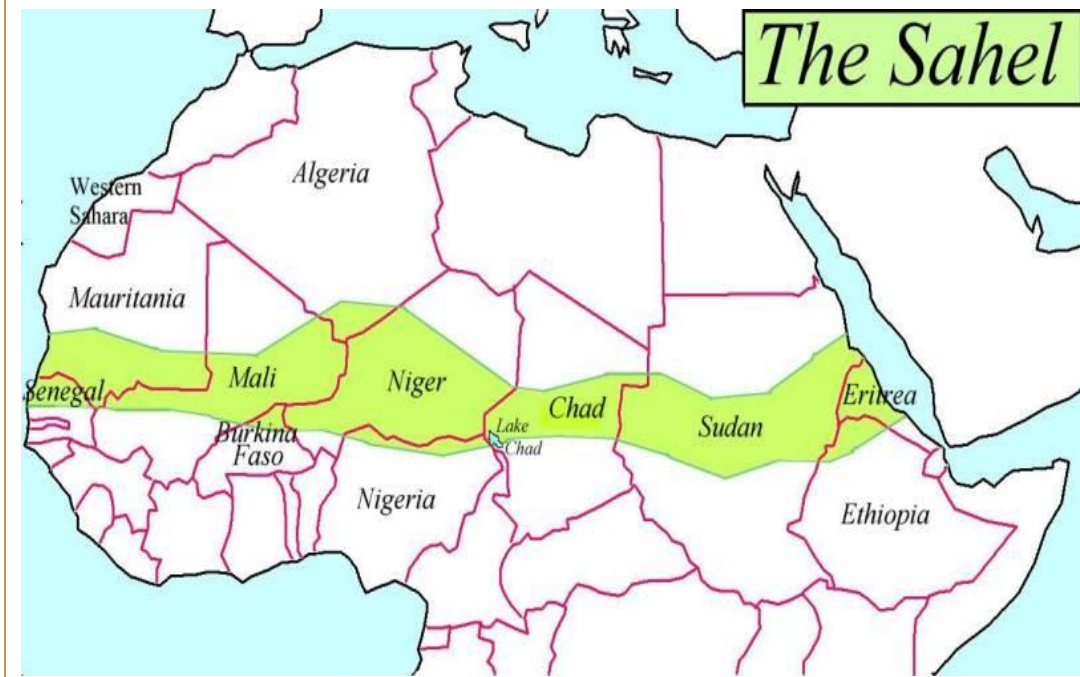 The Sahel
Algeria
Western
Sahara
Mauritania
Senegal
Mali
Niger
Chad
Sudan
Eritrea
Burkina
Faso
Lake
Chad
Nigeria
Ethiopia